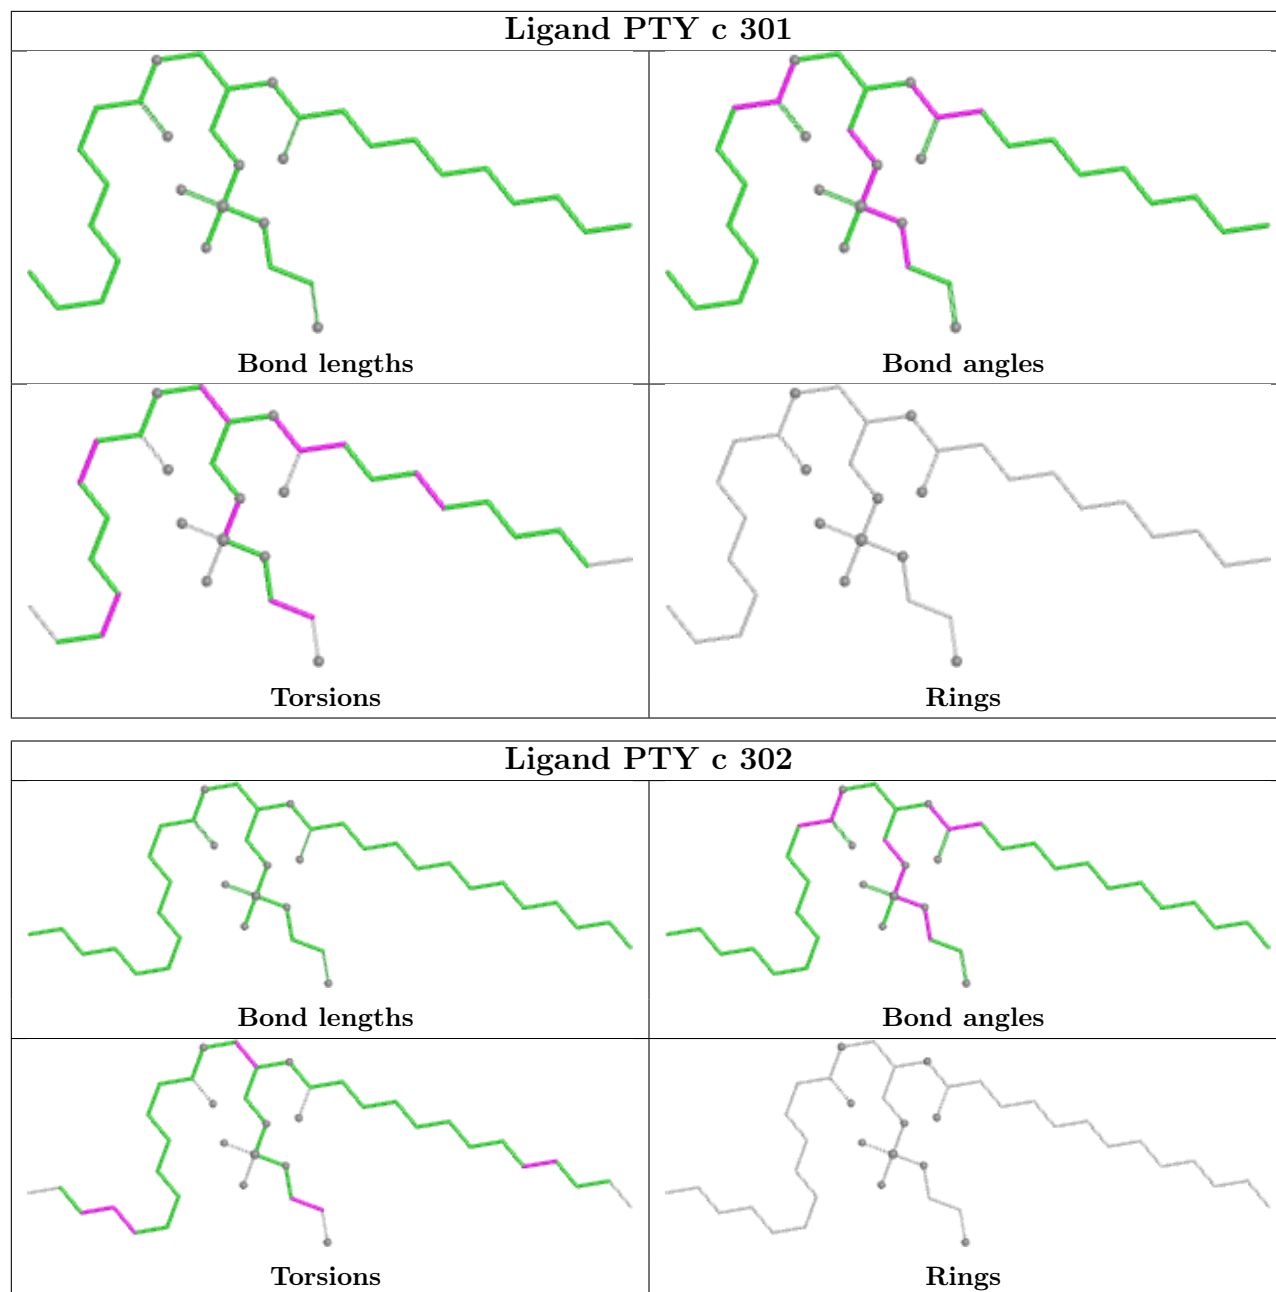 Ligand PTY c 301
Bond lengths
Bond angles
Torsions
Rings
Ligand PTY c 302
Bond lengths
Bond angles
Torsions
Rings